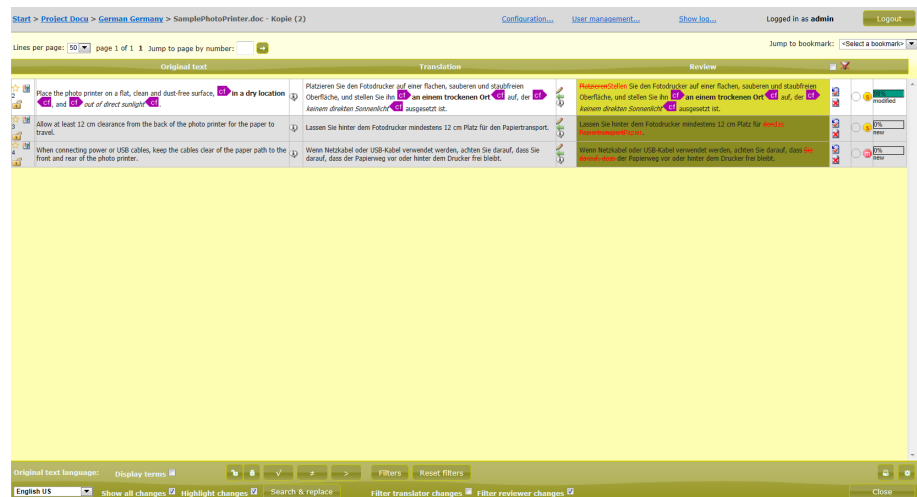 Start > Project Docu > German Germany > SamplePhotoPrinter.doc - Kopie (2) Configuration... User management... Show log... Logged in as admin Logout
Lines per page: 50 page 1 of 1 1 Jump to page by number: Jump to bookmark: <Select a bookmark>
Original text Translation Review
2
Place the photo printer on a flat, clean and dust-free surface, cf in a dry location
cf, and cf out of direct sunlight cf.
Platzieren Sie den Fotodrucker auf einer flachen, sauberen und staubfreien
Oberfläche, und stellen Sie ihn cf an einem trockenen Ort cf auf, der cf
keinem direkten Sonnenlicht cf ausgesetzt ist.
PlatzierenStellen Sie den Fotodrucker auf einer flachen, sauberen und staubfreien
Oberfläche, und stellen Sie ihn cf an einem trockenen Ort cf auf, der cf
keinem direkten Sonnenlicht cf ausgesetzt ist.
modified
3
Allow at least 12 cm clearance from the back of the photo printer for the paper to
travel.
Lassen Sie hinter dem Fotodrucker mindestens 12 cm Platz für den Papiertransport.
Lassen Sie hinter dem Fotodrucker mindestens 12 cm Platz für
0%
new
4
When connecting power or USB cables, keep the cables clear of the paper path to the
front and rear of the photo printer.
Wenn Netzkabel oder USB-Kabel verwendet werden, achten Sie darauf, dass Sie
darauf, dass der Papierweg vor oder hinter dem Drucker frei bleibt.
Wenn Netzkabel oder USB-Kabel verwendet werden, achten Sie darauf, dass Sie
darauf, dass der Papierweg vor oder hinter dem Drucker frei bleibt.
0%
new
Original text language: Display terms √ ≠ > Filters Reset filters
English US Show all changes Highlight changes Search & replace Filter translator changes Filter reviewer changes Close